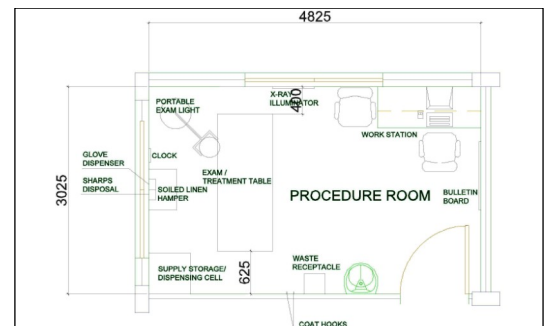 4825
X-RAY
ILLUMINATOR
400
PORTABLE
EXAM LIGHT
WORK STATION
GLOVE
DISPENSER
CLOCK
EXAM /
TREATMENT TABLE
SHARPS
DISPOSAL
SOILED LINEN
HAMPER
3025
PROCEDURE ROOM
BULLETIN
BOARD
WASTE
RECEPTACLE
SUPPLY STORAGE/
DISPENSING CELL
625
COAT HOOKS